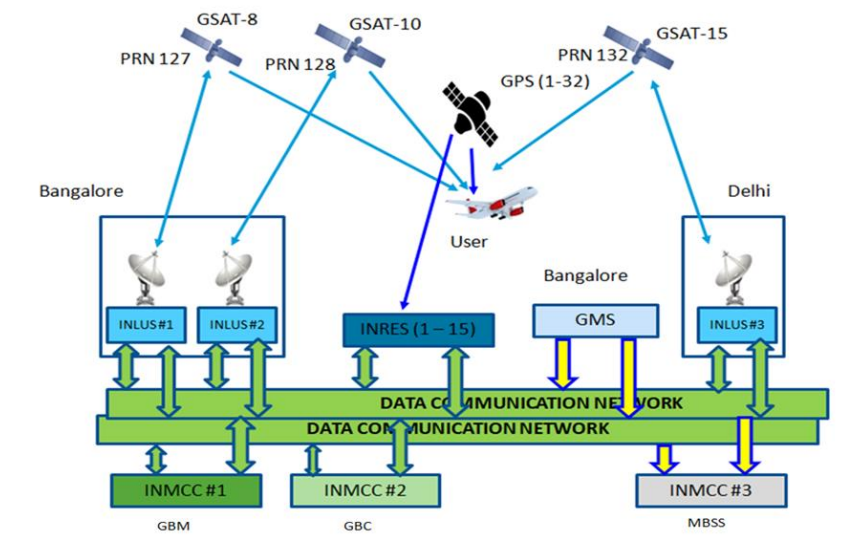 GSAT-8
GSAT-10
GSAT-15
PRN 127
PRN 128
PRN 132
GPS (1-32)
Bangalore
Delhi
User
Bangalore
INLUS#1
INLUS#2
INRES (1 – 15)
GMS
INLUS#3
DATA COMMUNICATION NETWORK
DATA COMMUNICATION NETWORK
INMCC #1
INMCC #2
INMCC #3
GBM
GBC
MBSS